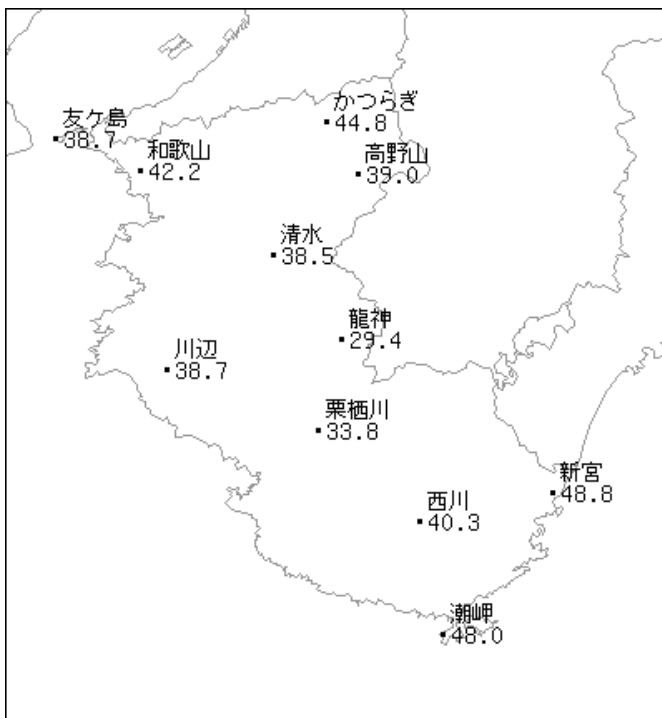 かつらぎ
44.8
友ケ島
38.7
和歌山
42.2
高野山
39.0
清水
38.5
龍神
29.4
川辺
38.7
栗栖川
33.8
新宮
48.8
西川
40.3
潮岬
48.0